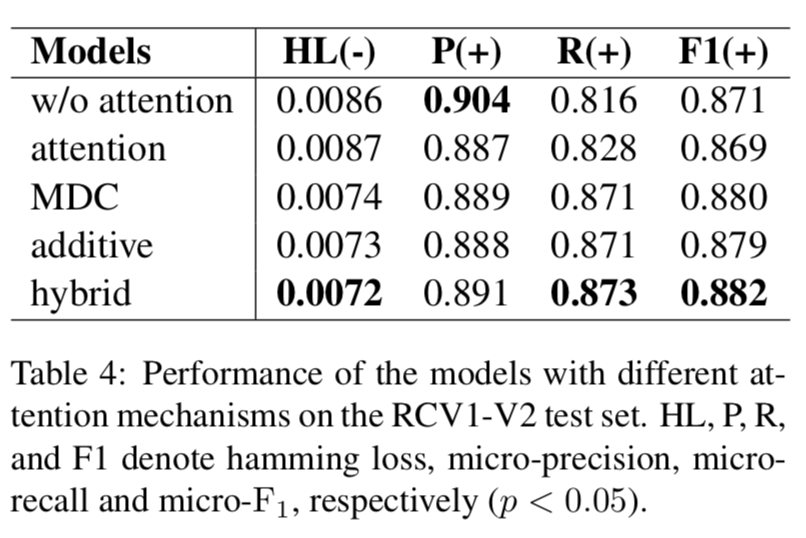 Models HL(-) P(+) R(+) F1(+)
w/o attention 0.0086 0.904 0.816 0.871
attention 0.0087 0.887 0.828 0.869
MDC 0.0074 0.889 0.871 0.880
additive 0.0073 0.888 0.871 0.879
hybrid 0.0072 0.891 0.873 0.882
Table 4: Performance of the models with different at-
tention mechanisms on the RCV1-V2 test set. HL, P, R,
and F1 denote hamming loss, micro-precision, micro-
recall and micro-F₁, respectively (p < 0.05).